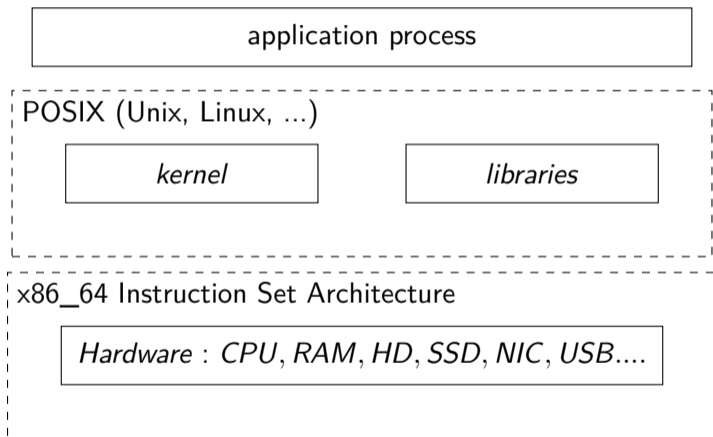 application process
POSIX (Unix, Linux, ...)
kernel libraries
x86_64 Instruction Set Architecture
Hardware : CPU, RAM, HD, SSD, NIC, USB....